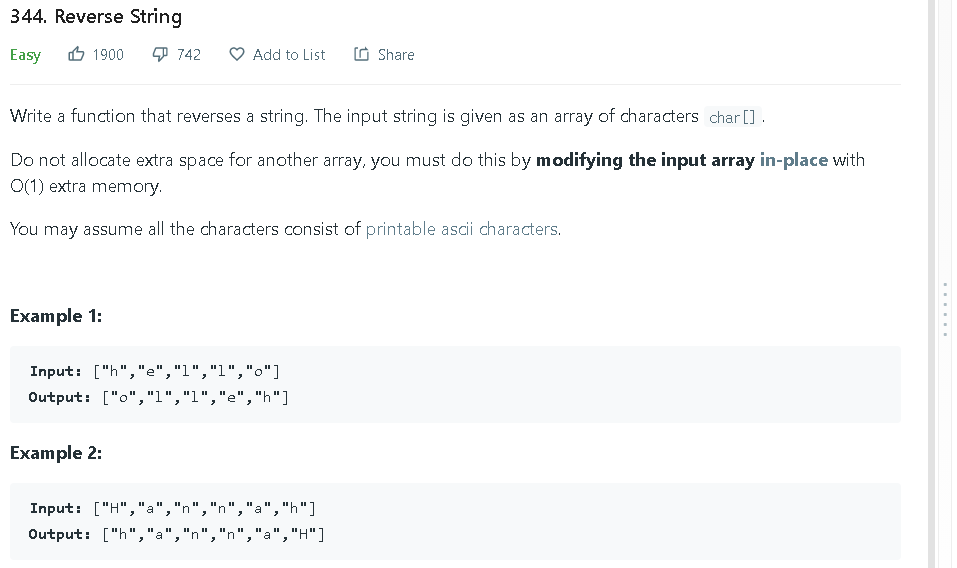 344. Reverse String
Easy 1900 742 Add to List Share
Write a function that reverses a string. The input string is given as an array of characters char[] .
Do not allocate extra space for another array, you must do this by modifying the input array in-place with
O(1) extra memory.
You may assume all the characters consist of printable ascii characters.
Example 1:
Input: ["h","e","l","l","o"]
Output: ["o","l","l","e","h"]
Example 2:
Input: ["H","a","n","n","a","h"]
Output: ["h","a","n","n","a","H"]